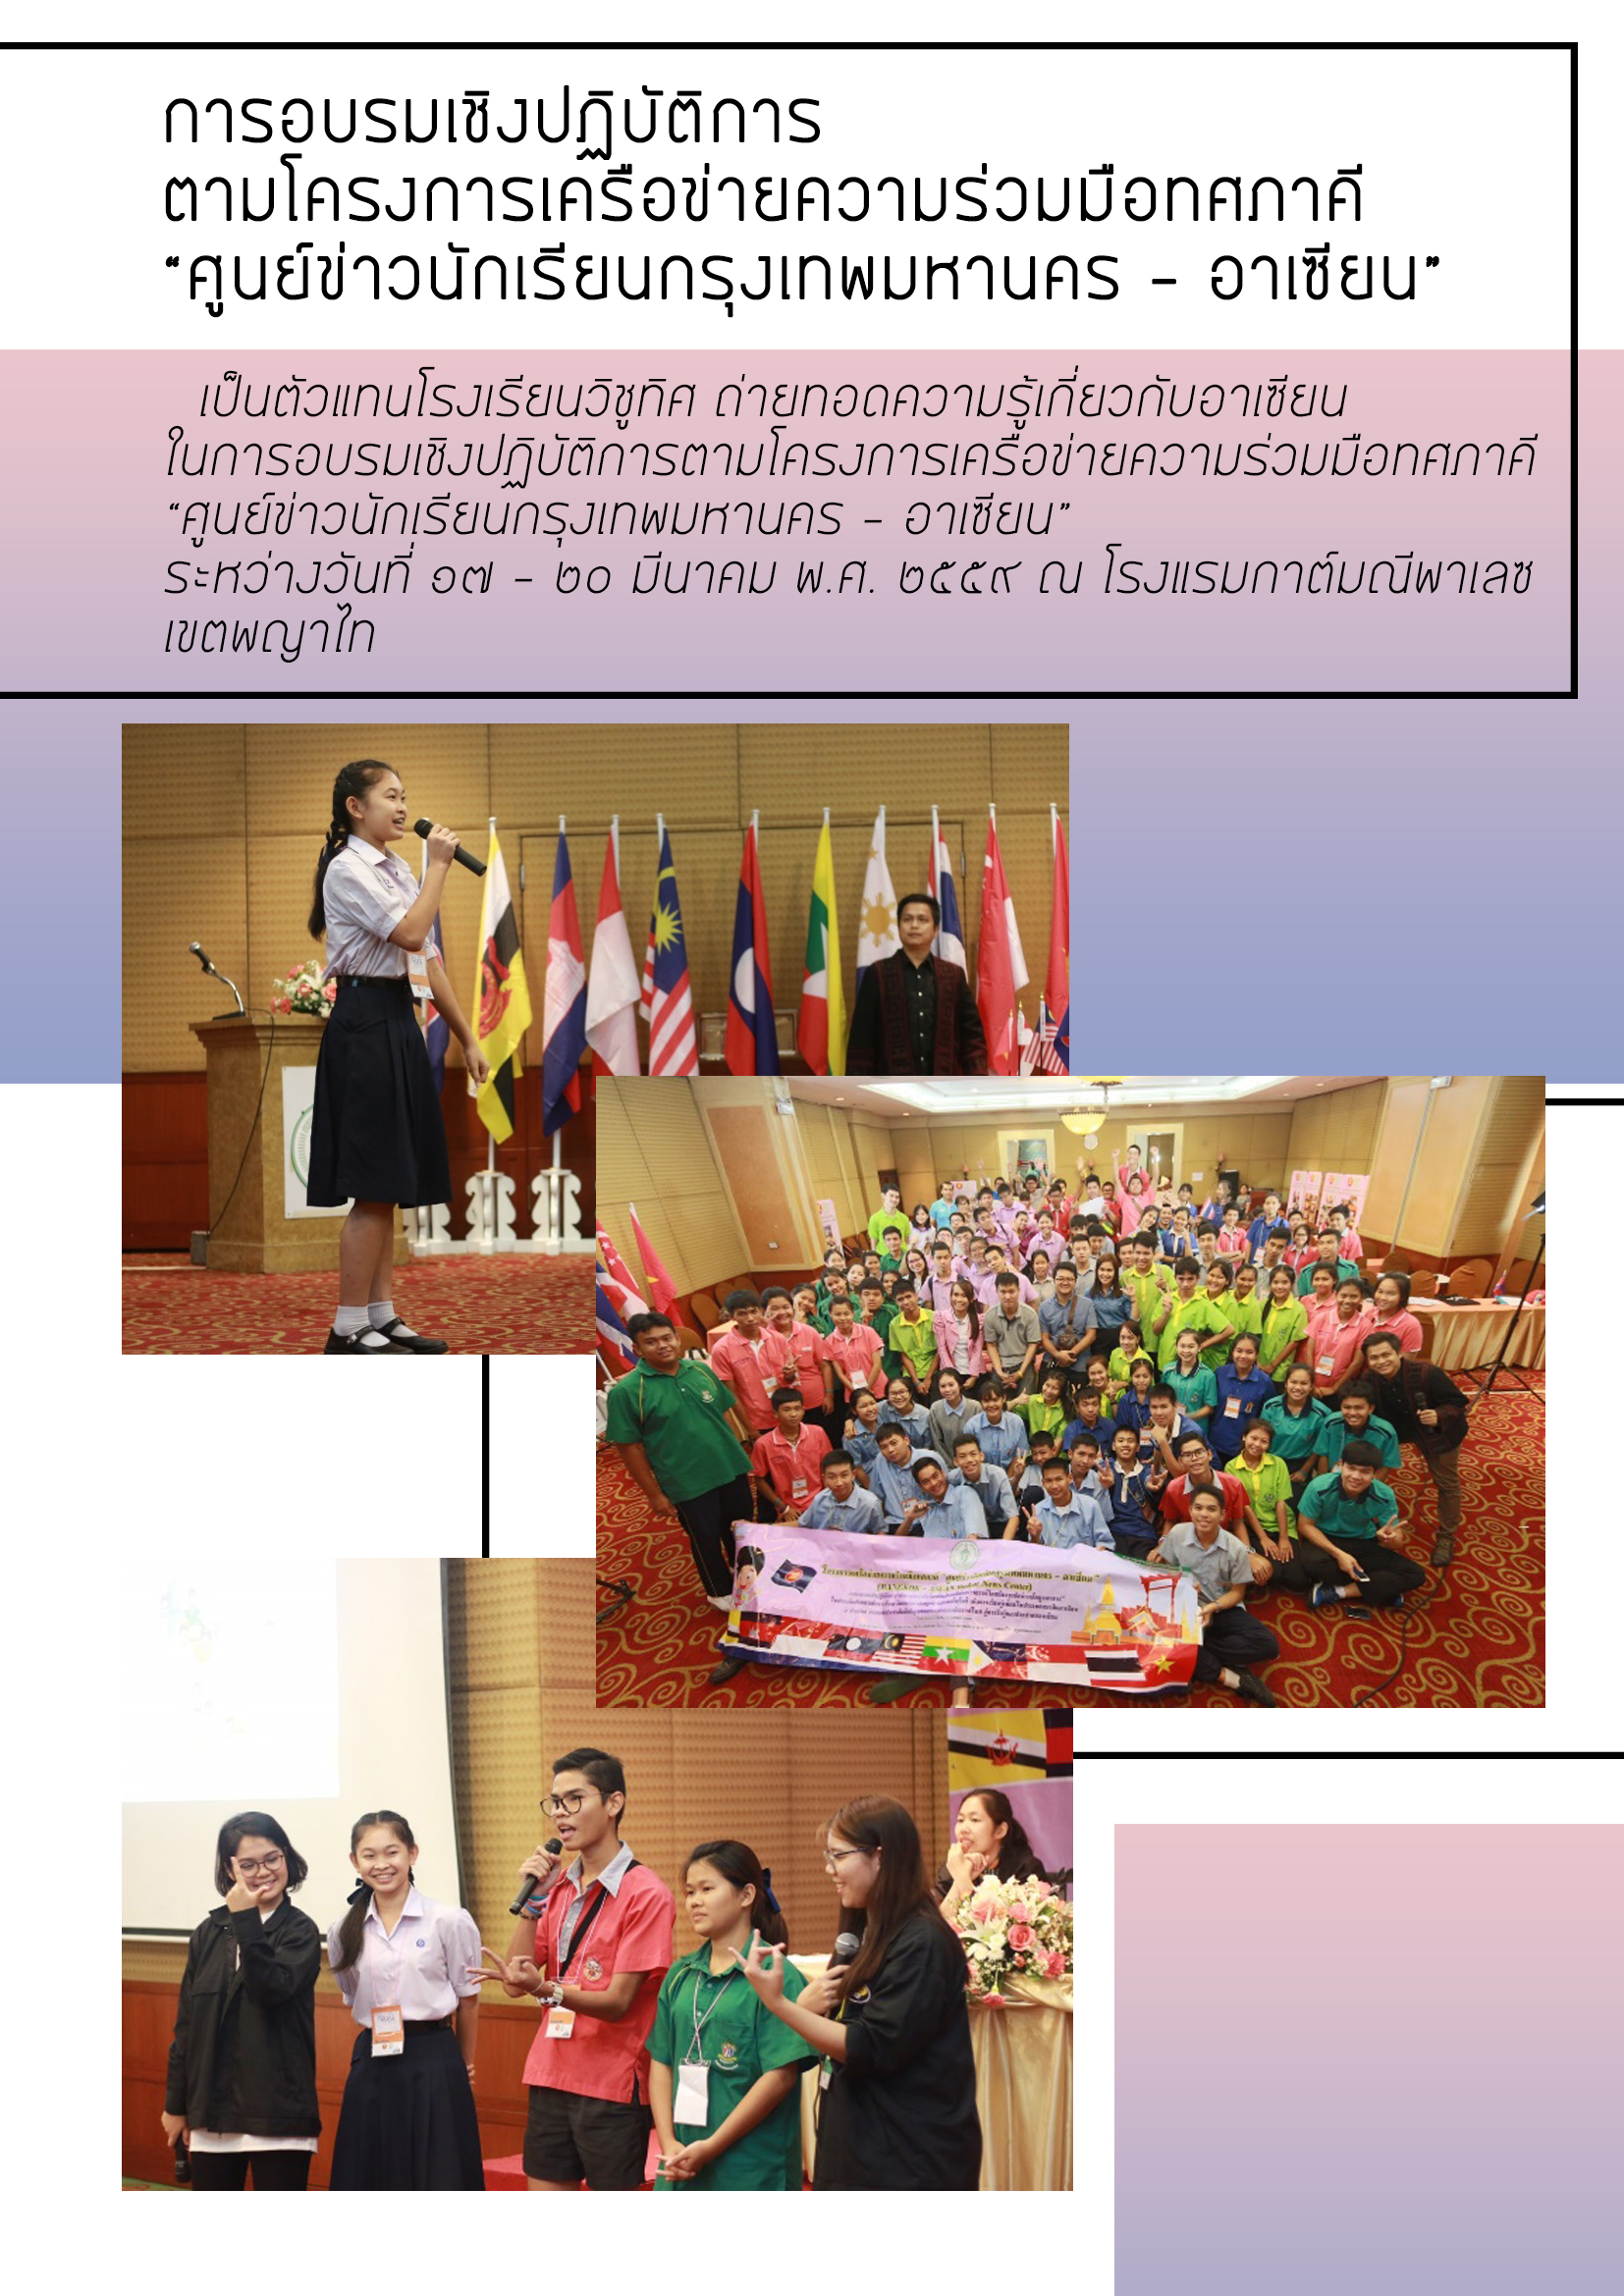 การอบรมเชิงปฏิบัติการ
ตามโครงการเครือข่ายความร่วมมือทศภาคี
“ศูนย์ข่าวนักเรียนกรุงเทพมหานคร - อาเซียน”
เป็นตัวแทนโรงเรียนวิชูทิศ ถ่ายทอดความรู้เกี่ยวกับอาเซียน
ในการอบรมเชิงปฏิบัติการตามโครงการเครือข่ายความร่วมมือทศภาคี
“ศูนย์ข่าวนักเรียนกรุงเทพมหานคร - อาเซียน”
ระหว่างวันที่ ๑๗ - ๒๐ มีนาคม พ.ศ. ๒๕๕๙ ณ โรงแรมกาต์มณีพาเลซ
เขตพญาไท